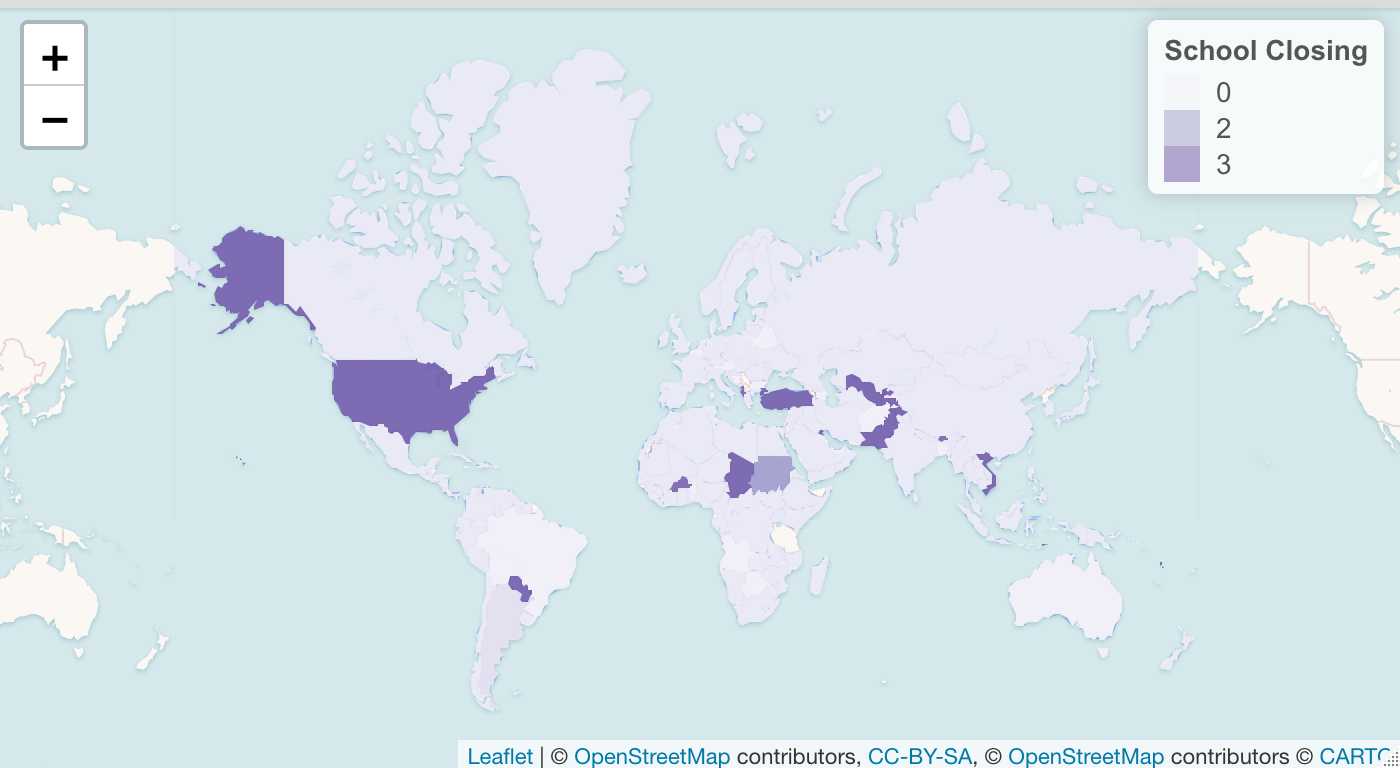 +
−
School Closing
0
2
3
Leaflet | © OpenStreetMap contributors, CC-BY-SA, © OpenStreetMap contributors © CARTO